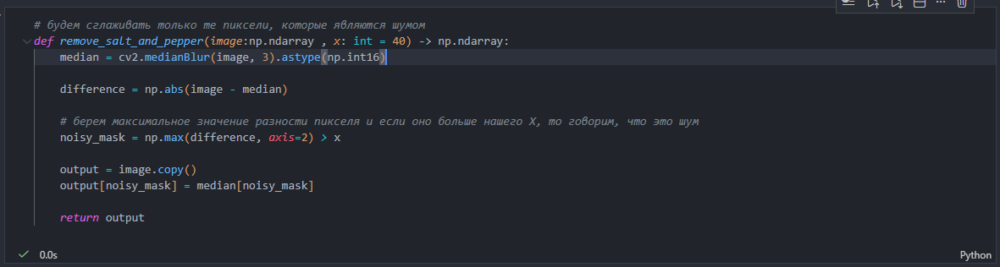 # будем сглаживать только те пиксели, которые являются шумом
def remove_salt_and_pepper(image:np.ndarray , x: int = 40) -> np.ndarray:
    median = cv2.medianBlur(image, 3).astype(np.int16)

    difference = np.abs(image - median)

    # берем максимальное значение разности пикселя и если оно больше нашего X, то говорим, что это шум
    noisy_mask = np.max(difference, axis=2) > x

    output = image.copy()
    output[noisy_mask] = median[noisy_mask]

    return output
0.0s
Python